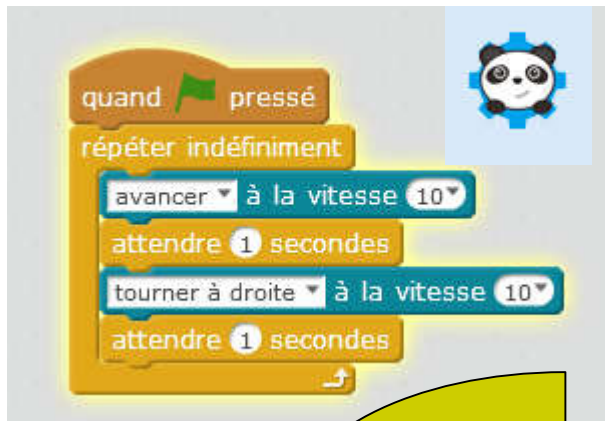 quand pressé
répéter indéfiniment
avancer à la vitesse 10
attendre 1 secondes
tourner à droite à la vitesse 10
attendre 1 secondes